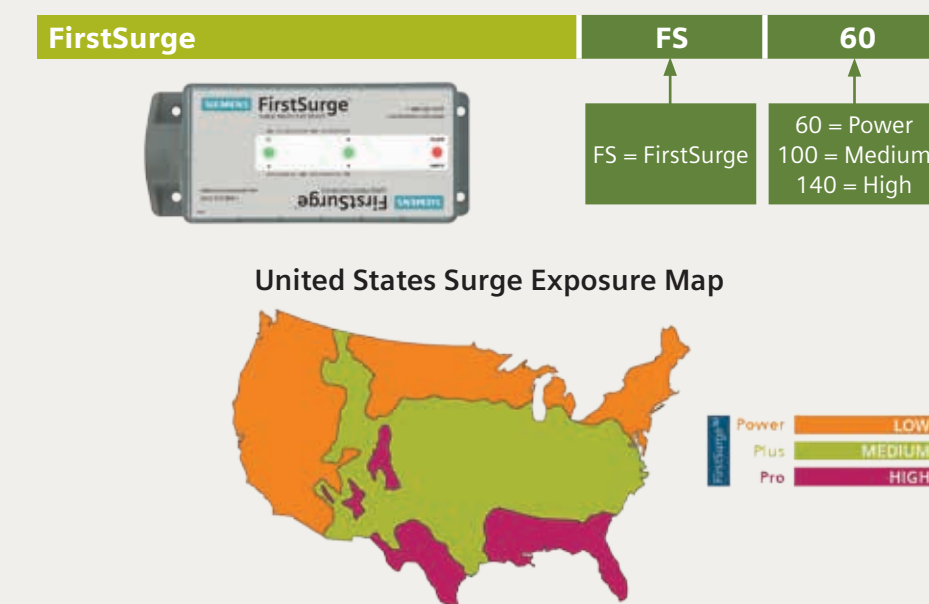 FirstSurge FS 60
SIEMENS FirstSurge
FS = FirstSurge
60 = Power
100 = Medium
140 = High
FirstSurge SIEMENS
United States Surge Exposure Map
FirstSurge
Power LOW
Plus MEDIUM
Pro HIGH